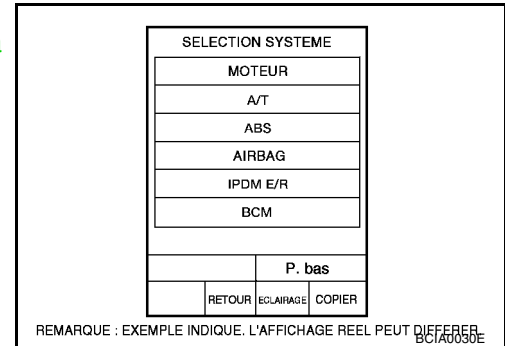 SELECTION SYSTEME
MOTEUR
A/T
ABS
AIRBAG
IPDM E/R
BCM
P. bas
RETOUR ECLAIRAGE COPIER
REMARQUE : EXEMPLE INDIQUE. L'AFFICHAGE REEL PEUT DIFFERER.
BCIA0030E